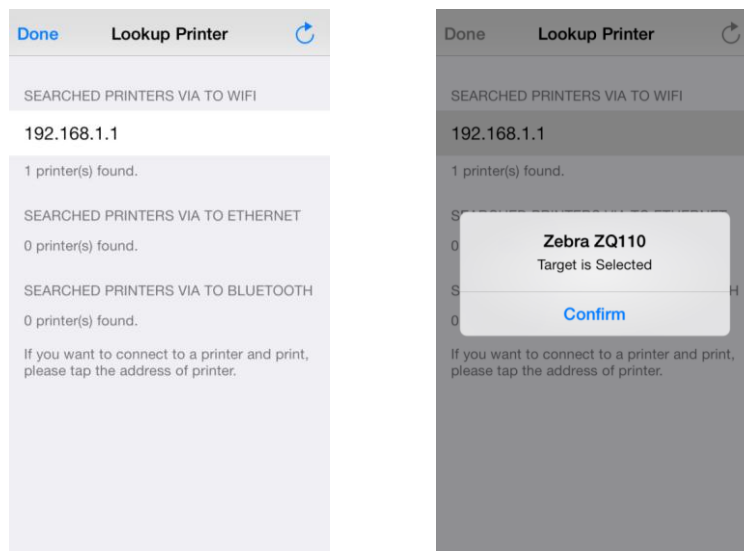 Done Lookup Printer
SEARCHED PRINTERS VIA TO WIFI
192.168.1.1
1 printer(s) found.
SEARCHED PRINTERS VIA TO ETHERNET
0 printer(s) found.
SEARCHED PRINTERS VIA TO BLUETOOTH
0 printer(s) found.
If you want to connect to a printer and print,
please tap the address of printer.
Done Lookup Printer
SEARCHED PRINTERS VIA TO WIFI
192.168.1.1
1 printer(s) found.
Zebra ZQ110
Target is Selected
Confirm
If you want to connect to a printer and print,
please tap the address of printer.